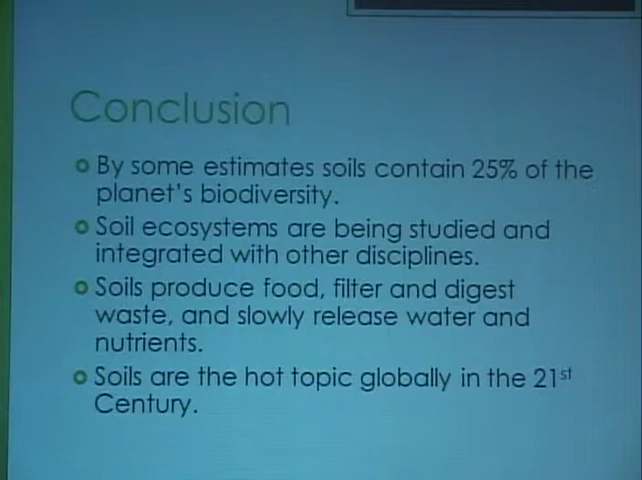 Conclusion
By some estimates soils contain 25% of the
planet's biodiversity.
Soil ecosystems are being studied and
integrated with other disciplines.
Soils produce food, filter and digest
waste, and slowly release water and
nutrients.
Soils are the hot topic globally in the 21st
Century.